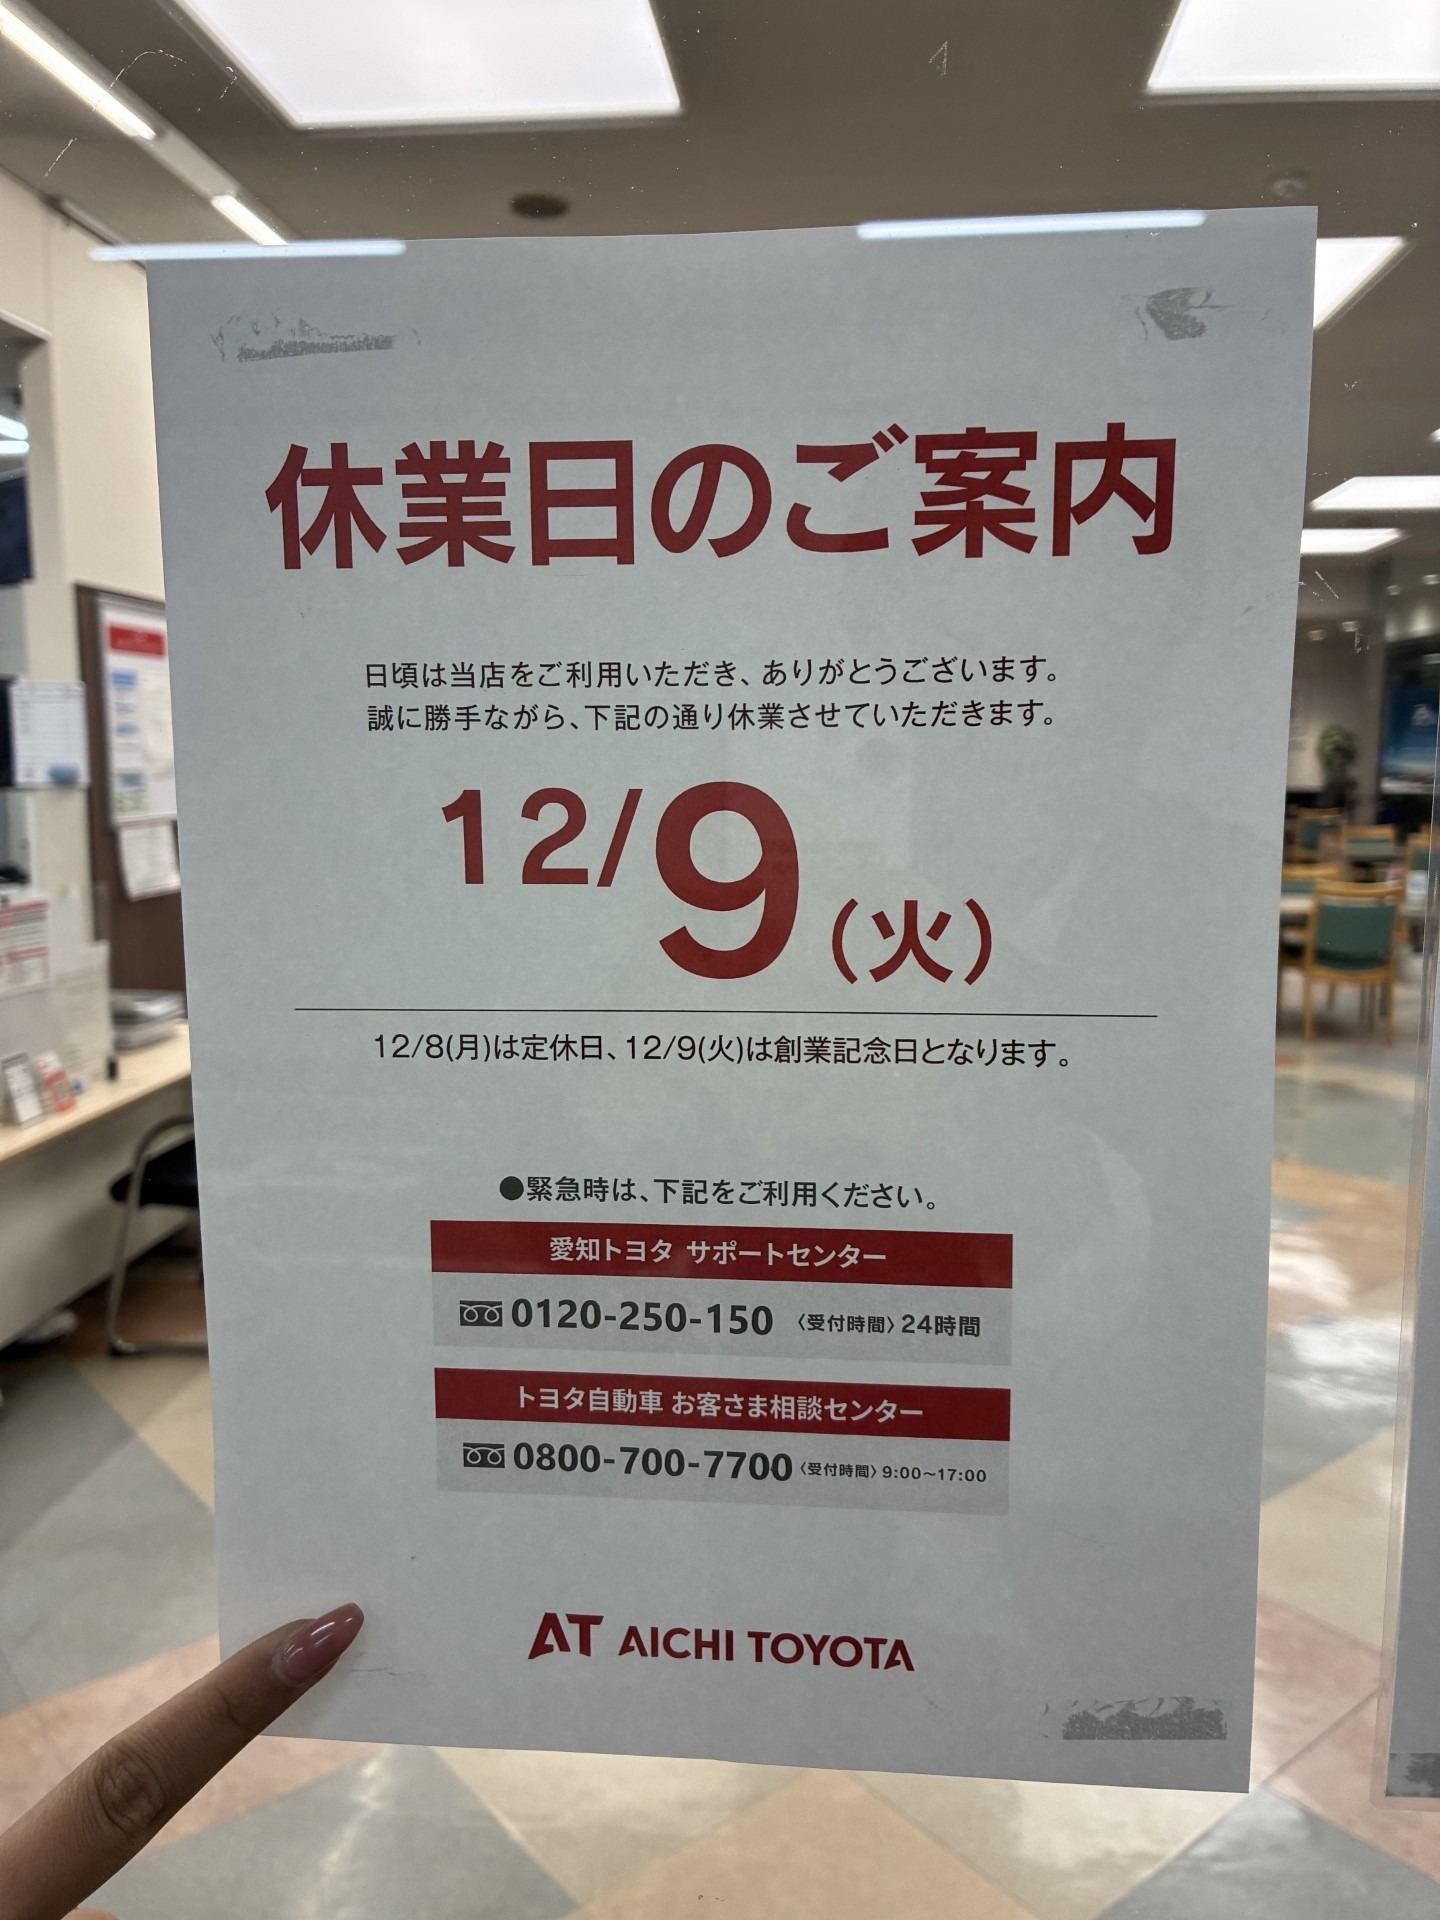 休業日のご案内
日頃は当店をご利用いただき、ありがとうございます。
誠に勝手ながら、下記の通り休業させていただきます。
12/9(火)
12/8(月)は定休日、12/9(火)は創業記念日となります。
●緊急時は、下記をご利用ください。
愛知トヨタ サポートセンター
0120-250-150 〈受付時間〉24時間
トヨタ自動車 お客さま相談センター
0800-700-7700 〈受付時間〉9:00～17:00
AT AICHI TOYOTA